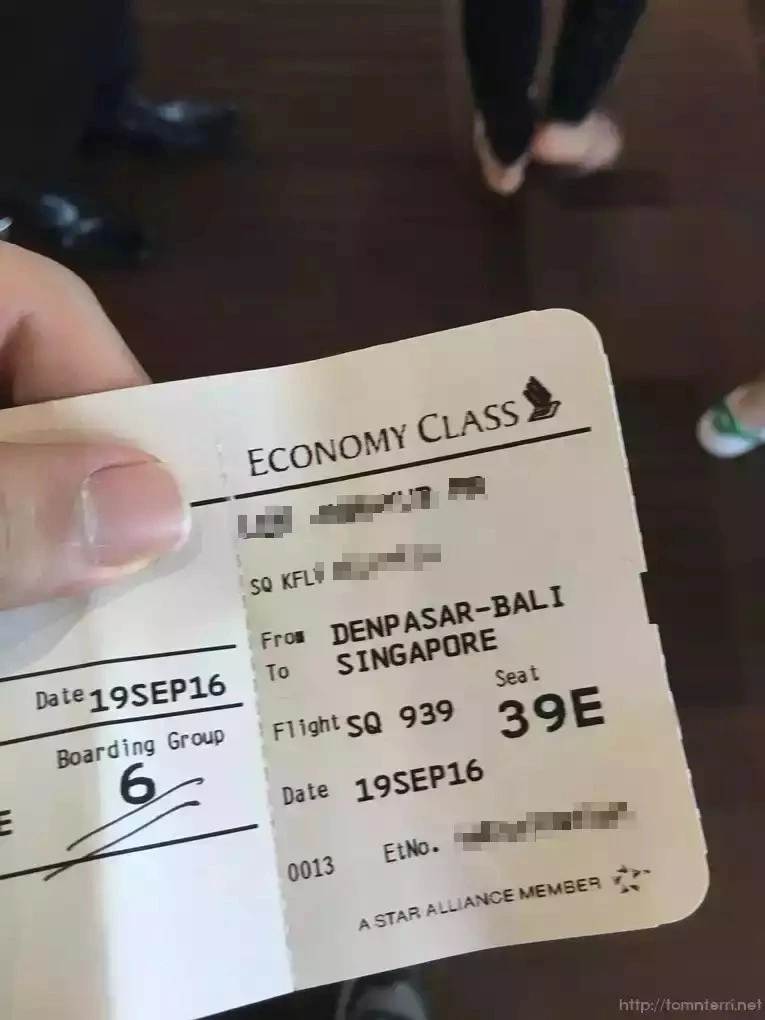 ECONOMY CLASS
SQ KFLV
From DENPASAR-BALI
To SINGAPORE
Seat
Flight SQ 939 39E
Date 19SEP16
0013 EtNo.
A STAR ALLIANCE MEMBER
Date 19SEP16
Boarding Group
6
E
http://tomnterri.net